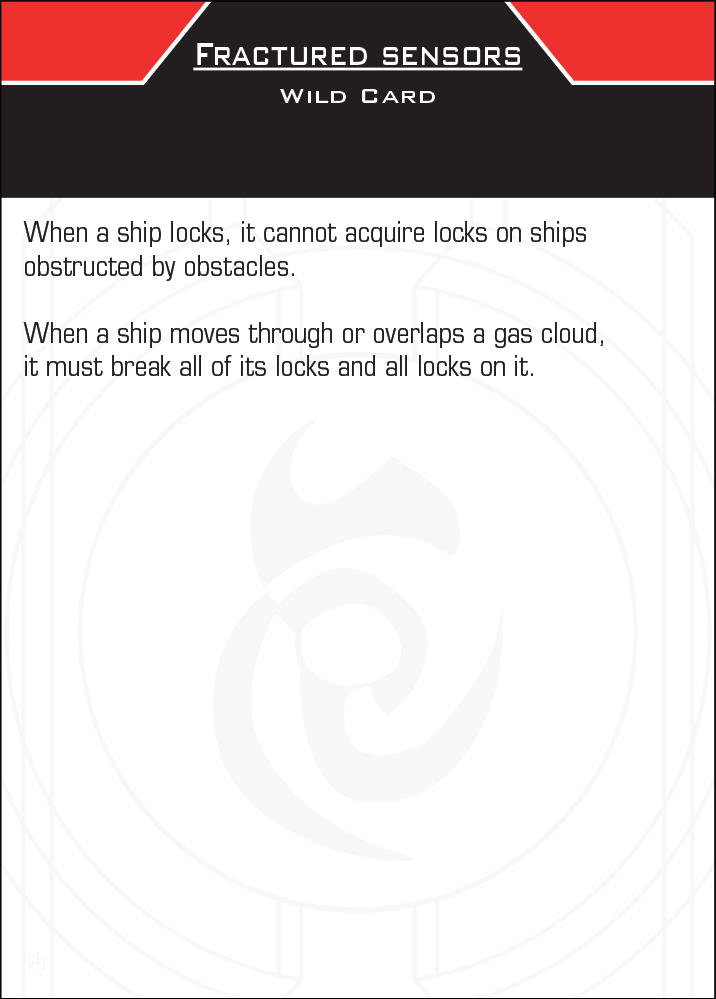 Fractured sensors
Wild Card
When a ship locks, it cannot acquire locks on ships
obstructed by obstacles.
When a ship moves through or overlaps a gas cloud,
it must break all of its locks and all locks on it.